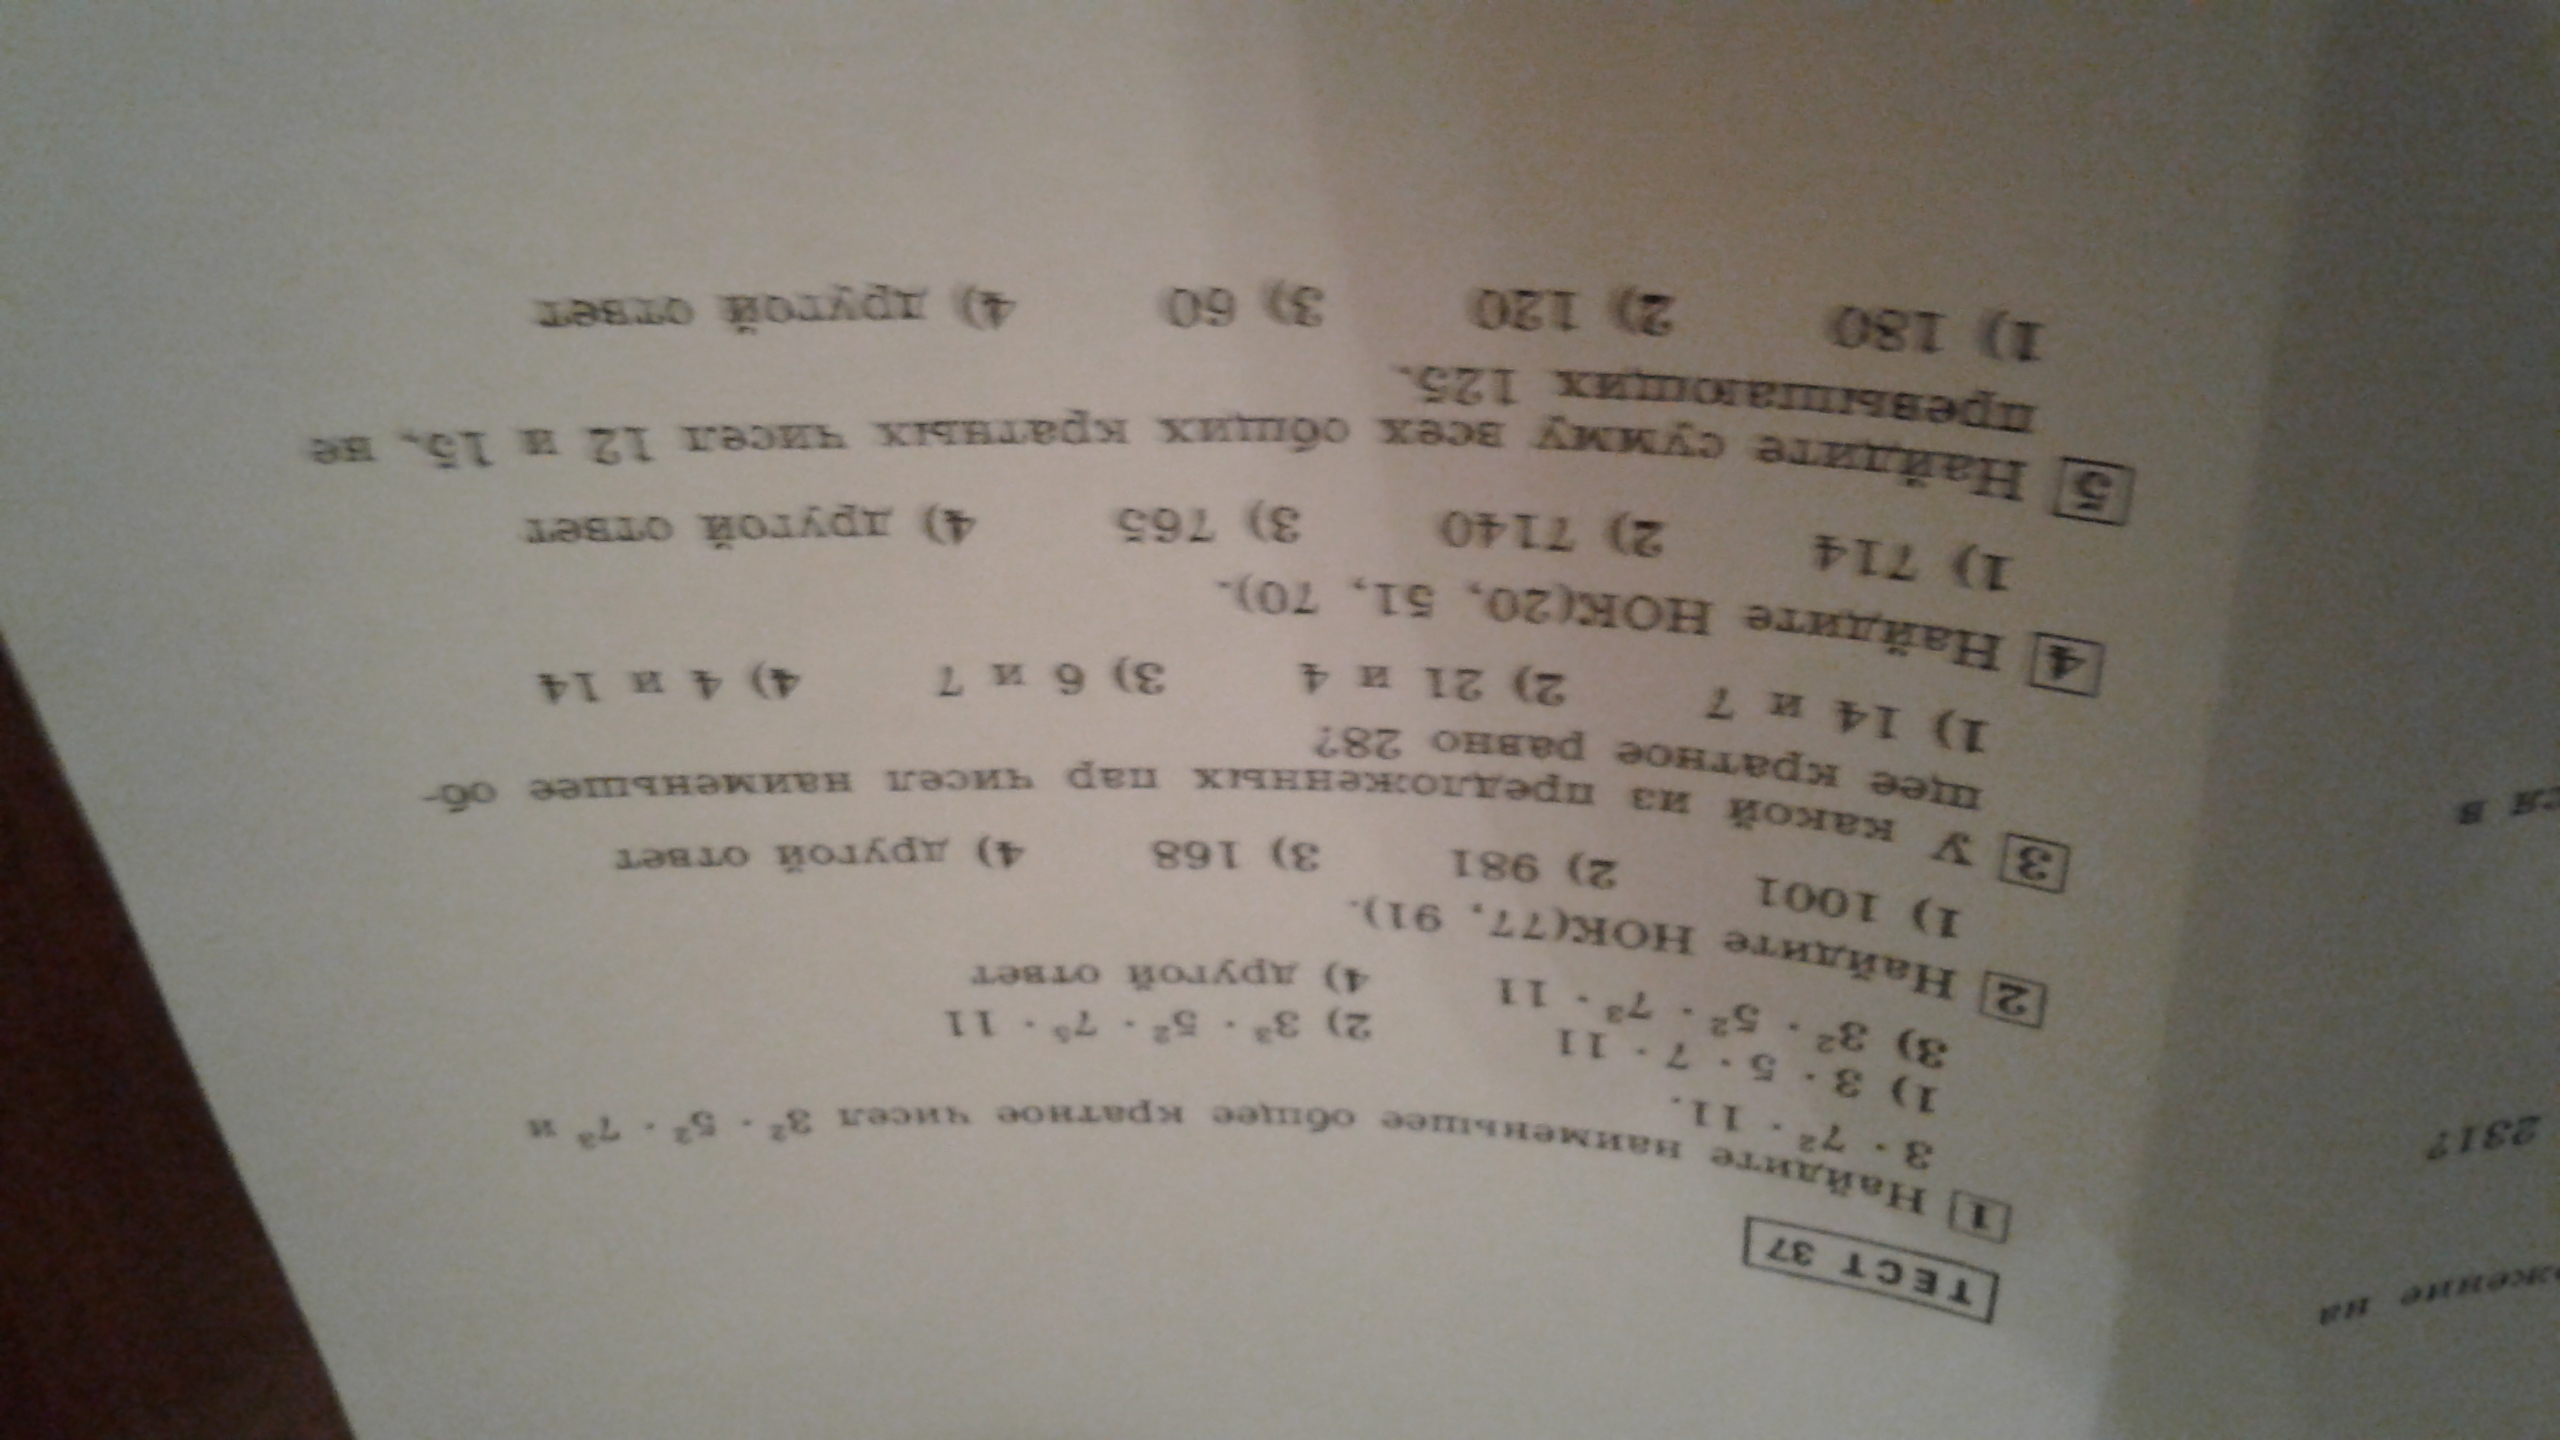 ТЕСТ 37
1 Найдите наименьшее общее кратное чисел 3² · 5² · 7³ и
3 · 7² · 11.
1) 3 · 5 · 7 · 11 2) 3³ · 5² · 7⁵ · 11
3) 3² · 5² · 7³ · 11 4) другой ответ
2 Найдите НОК(77, 91).
1) 1001 2) 981 3) 168 4) другой ответ
3 У какой из предложенных пар чисел наименьшее об-
щее кратное равно 28?
1) 14 и 7 2) 21 и 4 3) 6 и 7 4) 4 и 14
4 Найдите НОК(20, 51, 70).
1) 714 2) 7140 3) 765 4) другой ответ
5 Найдите сумму всех общих кратных чисел 12 и 15, не
превышающих 125.
1) 180 2) 120 3) 60 4) другой ответ
жение на
231?
ся в